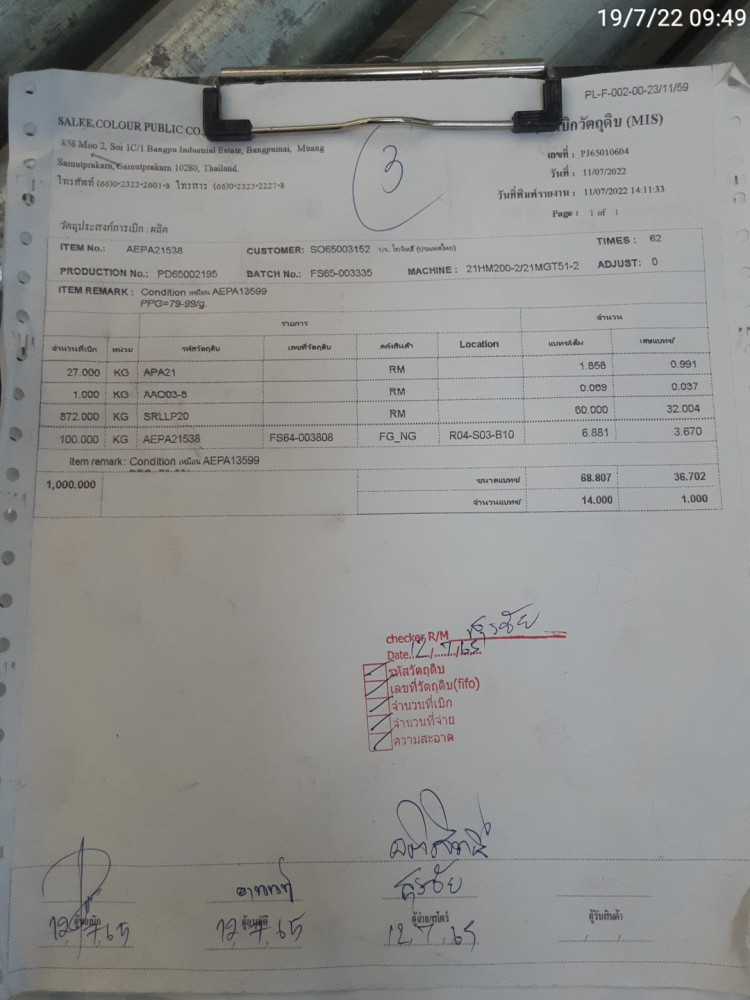 19/7/22 09:49
PL-F-002-00-23/11/59
SALEE COLOUR PUBLIC CO.
เบิกวัตถุดิบ (MIS)
858 Moo 2, Soi 1C/1 Bangpu Industrial Estate, Bangpumai, Muang
Samutprakarn, Samutprakarn 10280, Thailand.
โทรศัพท์ (66)0-2323-2601-8 โทรสาร (66)0-2323-2227-8
3
เลขที่ : PJ65010604
วันที่ : 11/07/2022
วันที่พิมพ์รายงาน : 11/07/2022 14:11:33
Page : 1 of 1
วัตถุประสงค์การเบิก : ผลิต
ITEM No.: AEPA21538 CUSTOMER: SO65003152 (ประเทศไทย) TIMES : 62
PRODUCTION No.: PD65002195 BATCH No.: FS65-003335 MACHINE : 21HM200-2/21MGT51-2 ADJUST: 0
ITEM REMARK : Condition เหมือน AEPA13599
PPG=79-99/g.
รายการ จำนวน
จำนวนที่เบิก หน่วย รหัสวัตถุดิบ เลขที่วัตถุดิบ คลังสินค้า Location แบทช์เต็ม เศษแบทช์
27.000 KG APA21 RM 1.858 0.991
1.000 KG AAO03-8 RM 0.069 0.037
872.000 KG SRLLP20 RM 60.000 32.004
100.000 KG AEPA21538 FS64-003808 FG_NG R04-S03-B10 6.881 3.670
Item remark: Condition เหมือน AEPA13599
1,000.000 ขนาดแบทช์ 68.807 36.702
จำนวนแบทช์ 14.000 1.000
checker R/M สุรชัย
Date 12/7/65
รหัสวัตถุดิบ
เลขที่วัตถุดิบ(fifo)
จำนวนที่เบิก
จำนวนที่จ่าย
ความสะอาด
สุรชัย
ผู้อนุมัติ ผู้จ่าย/สโตร์ ผู้รับสินค้า
12.7.65 12.7.65 12.7.65